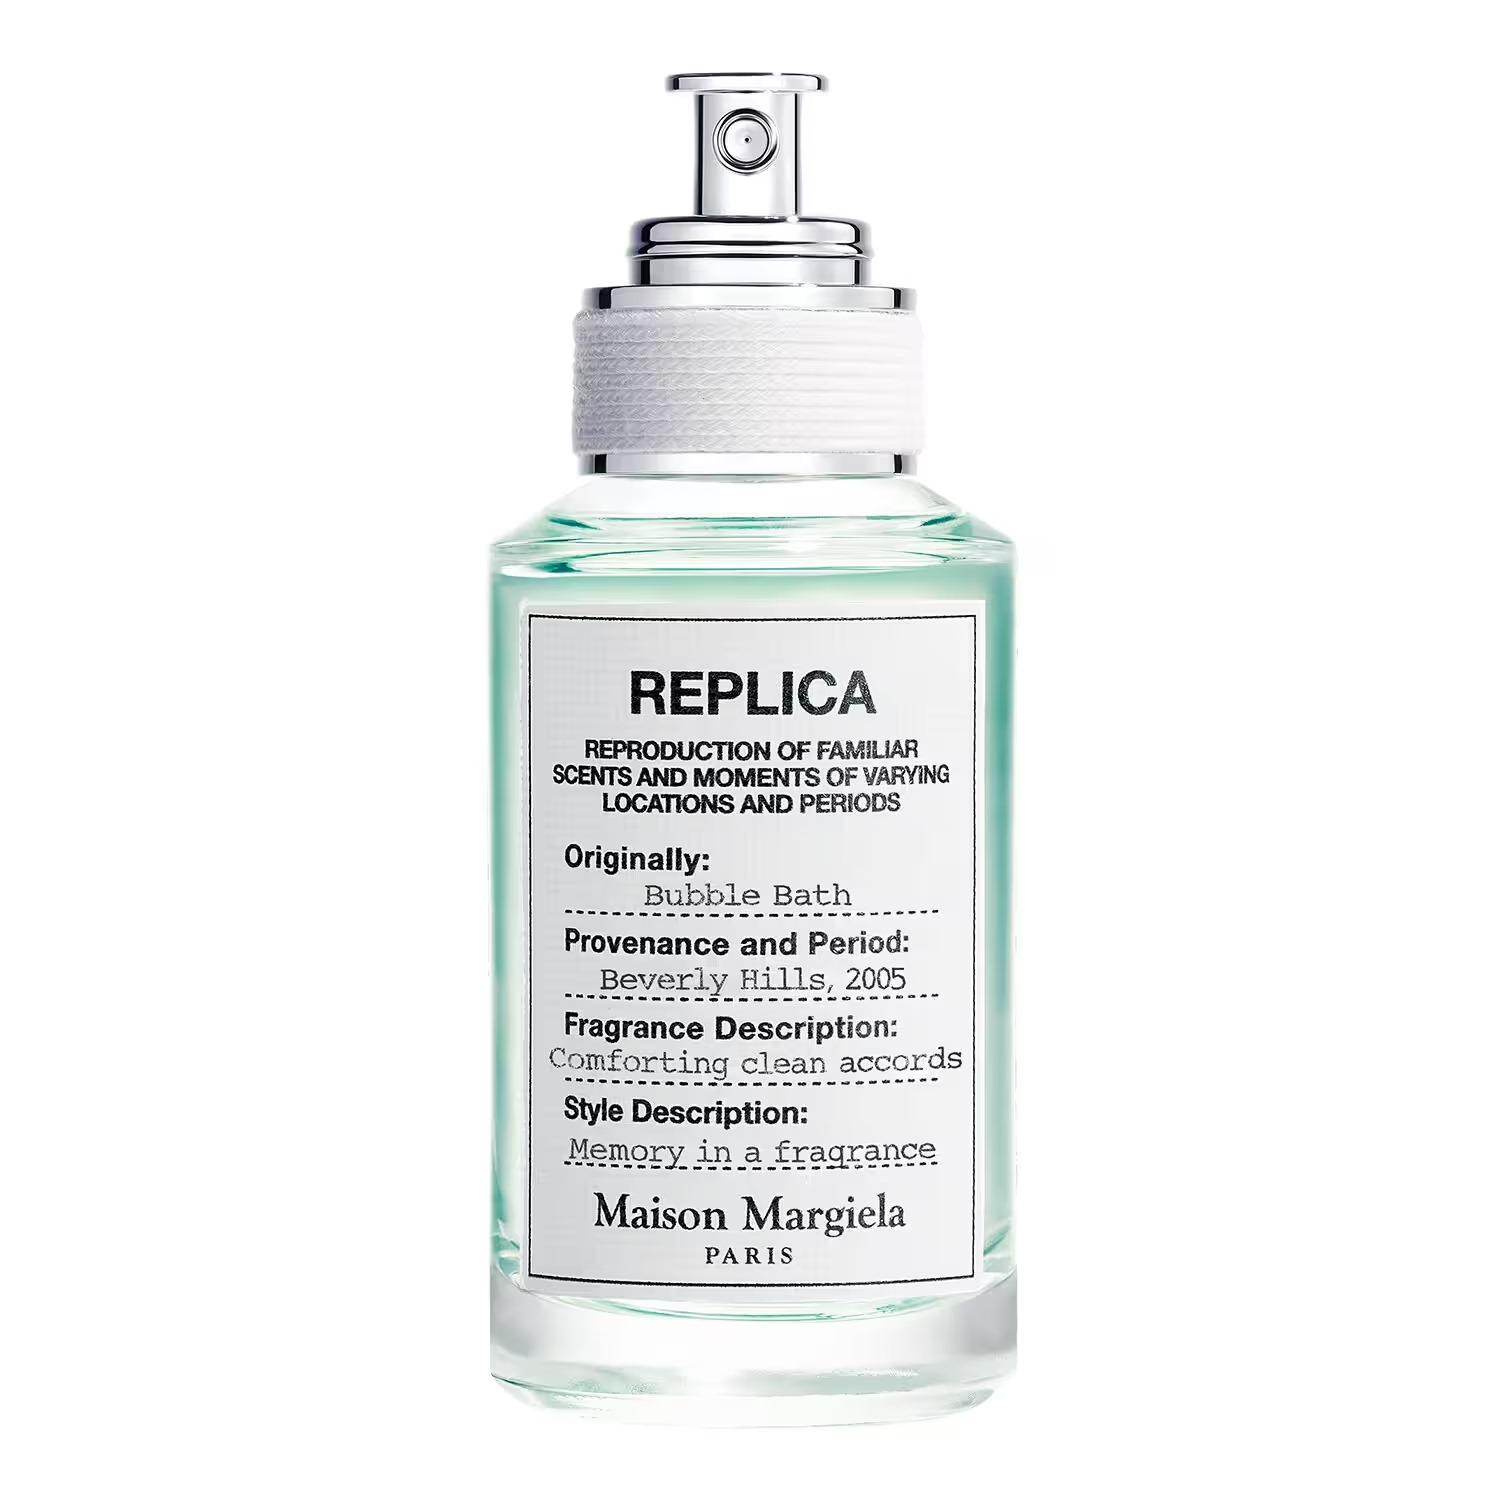 REPLICA
REPRODUCTION OF FAMILIAR
SCENTS AND MOMENTS OF VARYING
LOCATIONS AND PERIODS
Originally:
Bubble Bath
Provenance and Period:
Beverly Hills, 2005
Fragrance Description:
Comforting clean accords
Style Description:
Memory in a fragrance
Maison Margiela
PARIS